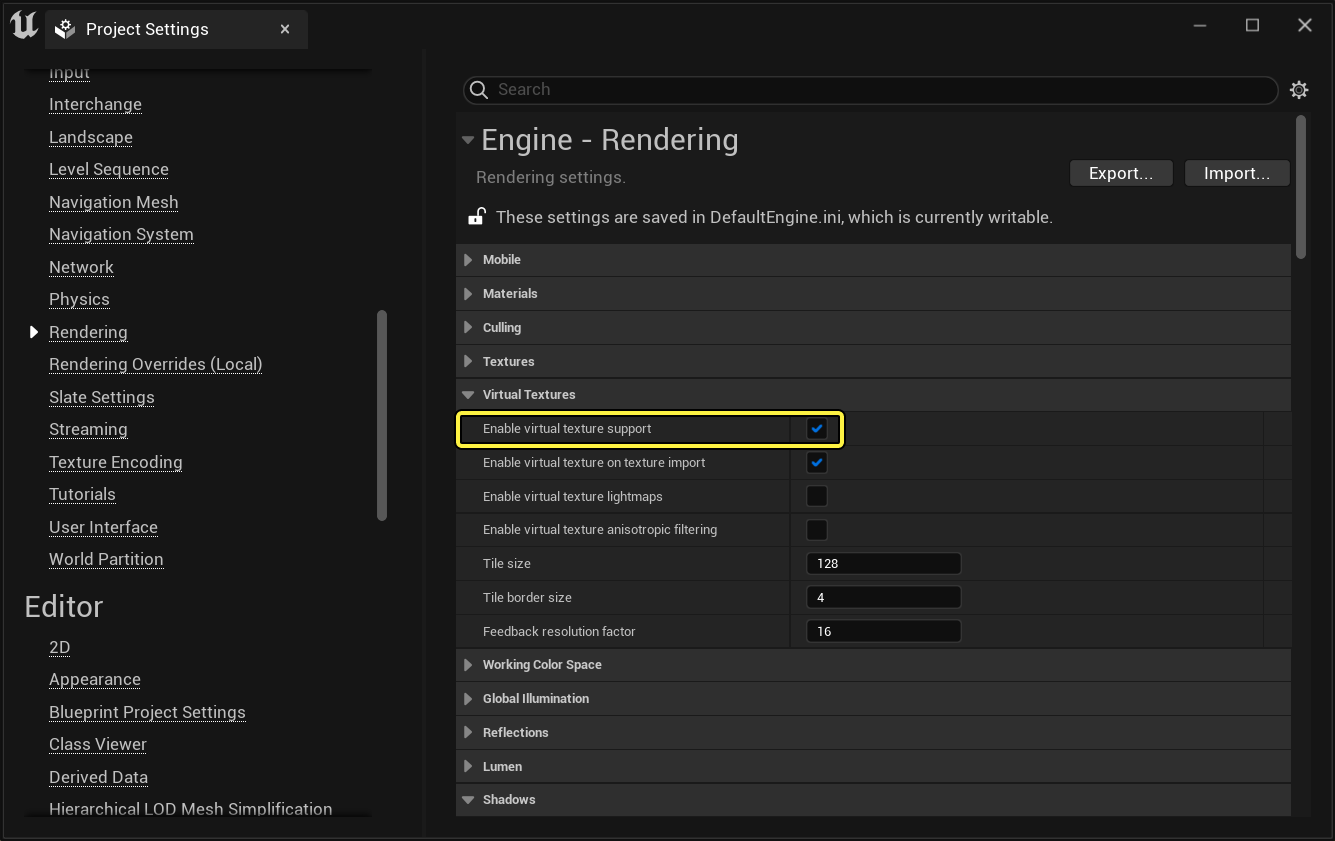 Project Settings
Input
Interchange
Landscape
Level Sequence
Navigation Mesh
Navigation System
Network
Physics
Rendering
Rendering Overrides (Local)
Slate Settings
Streaming
Texture Encoding
Tutorials
User Interface
World Partition
Editor
2D
Appearance
Blueprint Project Settings
Class Viewer
Derived Data
Hierarchical LOD Mesh Simplification
Search
Engine - Rendering
Rendering settings.
Export...
Import...
These settings are saved in DefaultEngine.ini, which is currently writable.
Mobile
Materials
Culling
Textures
Virtual Textures
Enable virtual texture support
Enable virtual texture on texture import
Enable virtual texture lightmaps
Enable virtual texture anisotropic filtering
Tile size 128
Tile border size 4
Feedback resolution factor 16
Working Color Space
Global Illumination
Reflections
Lumen
Shadows